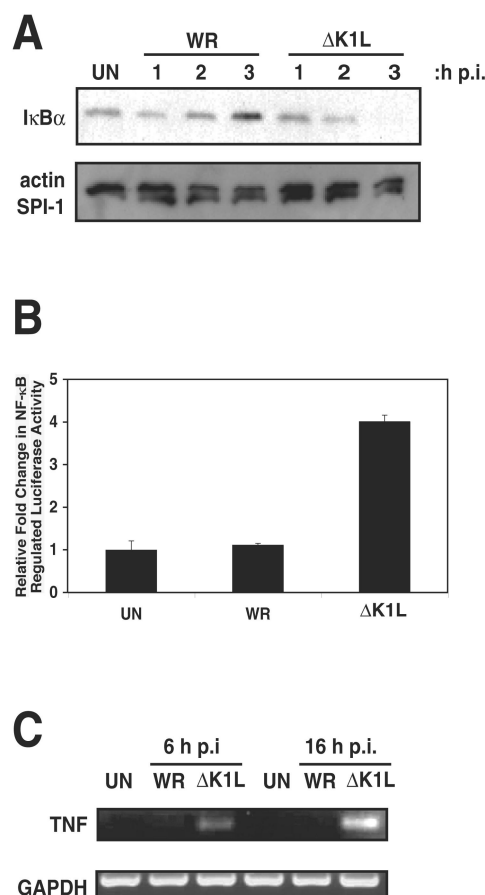 A
WR ΔK1L
UN 1 2 3 1 2 3 :h p.i.
IκBα
actin
SPI-1
B
Relative Fold Change in NF-κB
Regulated Luciferase Activity
5
4
3
2
1
0
UN WR ΔK1L
C
6 h p.i 16 h p.i.
UN WR ΔK1L UN WR ΔK1L
TNF
GAPDH